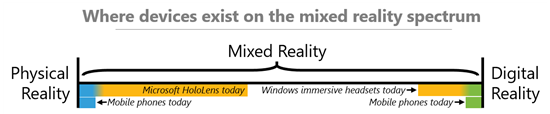 Where devices exist on the mixed reality spectrum
Mixed Reality
Physical
Reality
Microsoft HoloLens today
Windows immersive headsets today
Digital
Reality
Mobile phones today
Mobile phones today